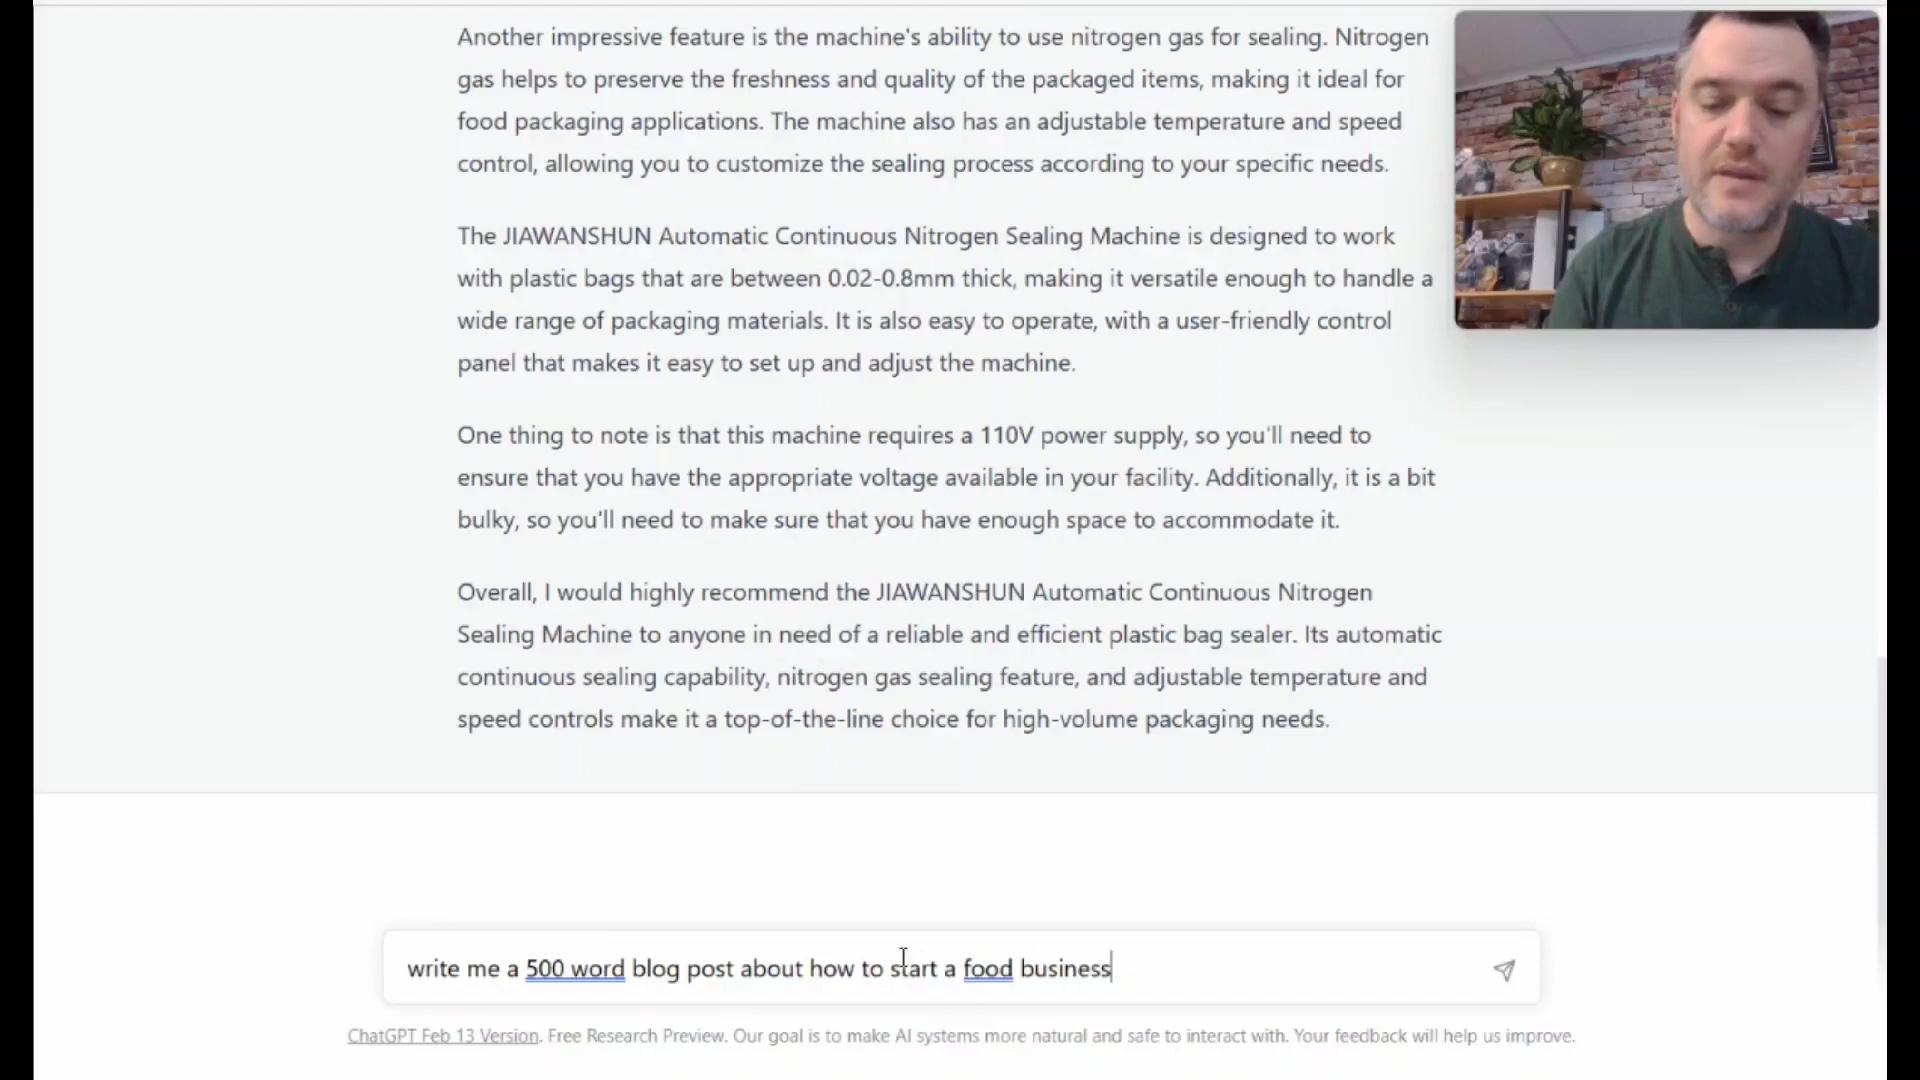 Another impressive feature is the machine's ability to use nitrogen gas for sealing. Nitrogen
gas helps to preserve the freshness and quality of the packaged items, making it ideal for
food packaging applications. The machine also has an adjustable temperature and speed
control, allowing you to customize the sealing process according to your specific needs.
The JIAWANSHUN Automatic Continuous Nitrogen Sealing Machine is designed to work
with plastic bags that are between 0.02-0.8mm thick, making it versatile enough to handle a
wide range of packaging materials. It is also easy to operate, with a user-friendly control
panel that makes it easy to set up and adjust the machine.
One thing to note is that this machine requires a 110V power supply, so you'll need to
ensure that you have the appropriate voltage available in your facility. Additionally, it is a bit
bulky, so you'll need to make sure that you have enough space to accommodate it.
Overall, I would highly recommend the JIAWANSHUN Automatic Continuous Nitrogen
Sealing Machine to anyone in need of a reliable and efficient plastic bag sealer. Its automatic
continuous sealing capability, nitrogen gas sealing feature, and adjustable temperature and
speed controls make it a top-of-the-line choice for high-volume packaging needs.
write me a 500 word blog post about how to start a food business
ChatGPT Feb 13 Version. Free Research Preview. Our goal is to make AI systems more natural and safe to interact with. Your feedback will help us improve.